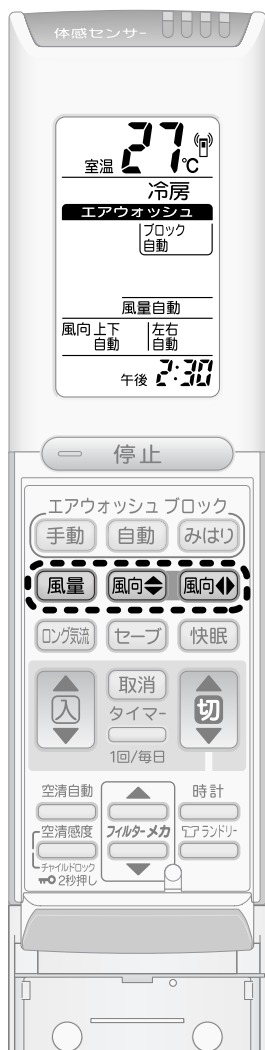 体感センサー
27℃
室温
冷房
エアウォッシュ
ブロック
自動
風量自動
風向 上下 左右
自動 自動
午後 2:30
停止
エアウォッシュ ブロック
手動 自動 みはり
風量 風向 風向
ロング気流 セーブ 快眠
入 取消 切
タイマー
1回/毎日
空清自動 時計
空清感度 フィルターメカ ランドリー
チャイルドロック
2秒押し